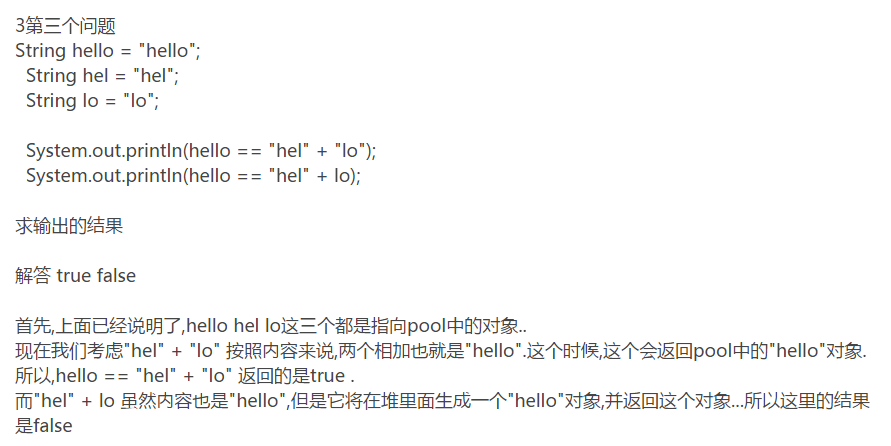 3第三个问题
String hello = "hello";
String hel = "hel";
String lo = "lo";
System.out.println(hello == "hel" + "lo");
System.out.println(hello == "hel" + lo);
求输出的结果
解答 true false
首先,上面已经说明了,hello hel lo这三个都是指向pool中的对象..
现在我们考虑"hel" + "lo" 按照内容来说,两个相加也就是"hello".这个时候,这个会返回pool中的"hello"对象.
所以,hello == "hel" + "lo" 返回的是true .
而"hel" + lo 虽然内容也是"hello",但是它将在堆里面生成一个"hello"对象,并返回这个对象...所以这里的结果
是false